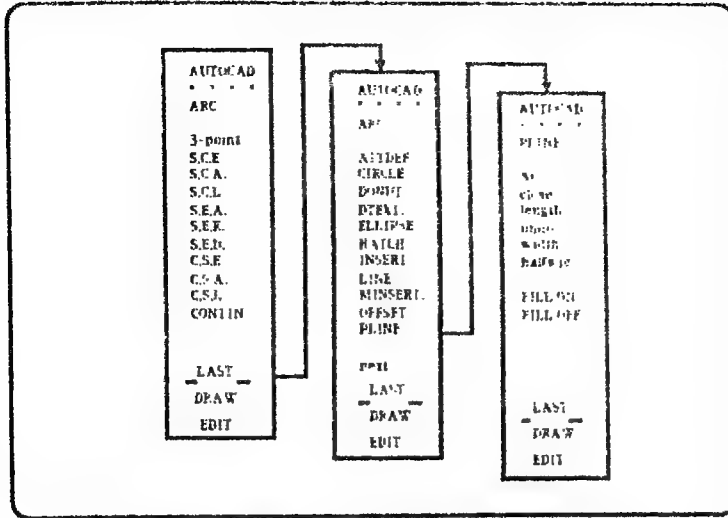 AUTOCAD
* * * *
ARC
3-point
S,C,E
S,C,A.
S,C,L
S,E,A.
S,E,R.
S,E,D.
C,S,E
C,S,A.
C,S,L.
CONTIN
LAST
DRAW
EDIT
AUTOCAD
* * * *
ARC
ATTDEF
CIRCLE
DONUT
DTEXT.
ELLIPSE
HATCH
INSERT
LINE
MINSERT.
OFFSET
PLINE
LAST
DRAW
EDIT
AUTOCAD
* * * *
PLINE
close
length
undo
width
FILL ON
FILL OFF
LAST
DRAW
EDIT